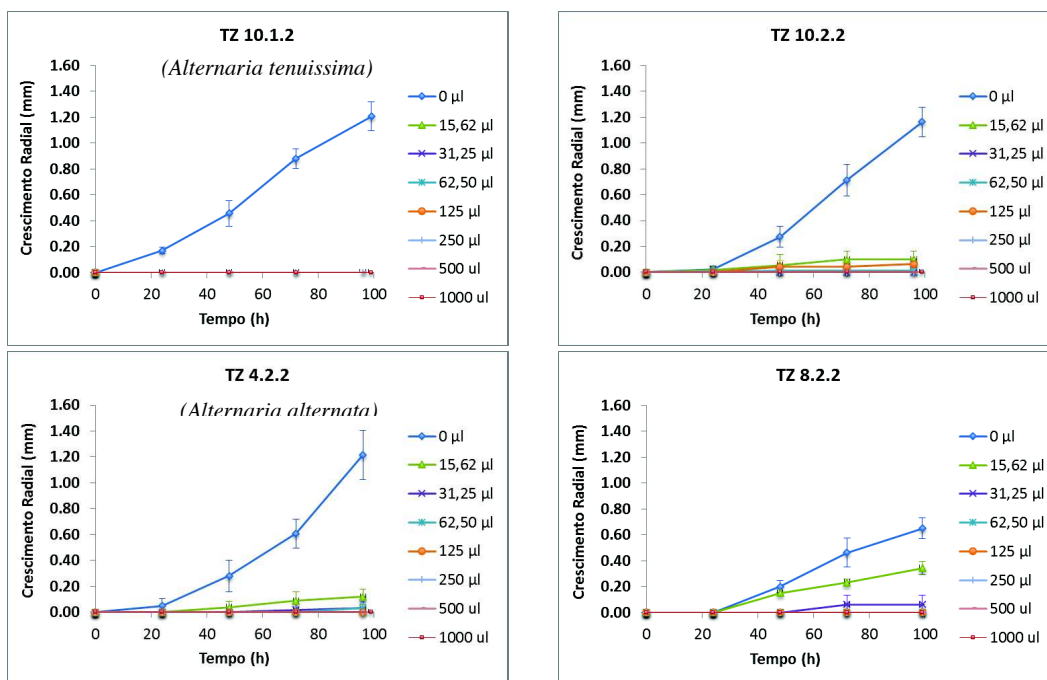 TZ 10.1.2
(Alternaria tenuissima)
Crescimento Radial (mm)
1.60
1.40
1.20
1.00
0.80
0.60
0.40
0.20
0.00
0 20 40 60 80 100
Tempo (h)
0 µl
15,62 µl
31,25 µl
62,50 µl
125 µl
250 µl
500 ul
1000 ul
TZ 10.2.2
Crescimento Radial (mm)
1.60
1.40
1.20
1.00
0.80
0.60
0.40
0.20
0.00
0 20 40 60 80 100
Tempo (h)
0 µl
15,62 µl
31,25 µl
62,50 µl
125 µl
250 µl
500 ul
1000 ul
TZ 4.2.2
(Alternaria alternata)
Crescimento Radial (mm)
1.60
1.40
1.20
1.00
0.80
0.60
0.40
0.20
0.00
0 20 40 60 80 100
Tempo (h)
0 µl
15,62 µl
31,25 µl
62,50 µl
125 µl
250 µl
500 ul
1000 ul
TZ 8.2.2
Crescimento Radial (mm)
1.60
1.40
1.20
1.00
0.80
0.60
0.40
0.20
0.00
0 20 40 60 80 100
Tempo (h)
0 µl
15,62 µl
31,25 µl
62,50 µl
125 µl
250 µl
500 ul
1000 ul